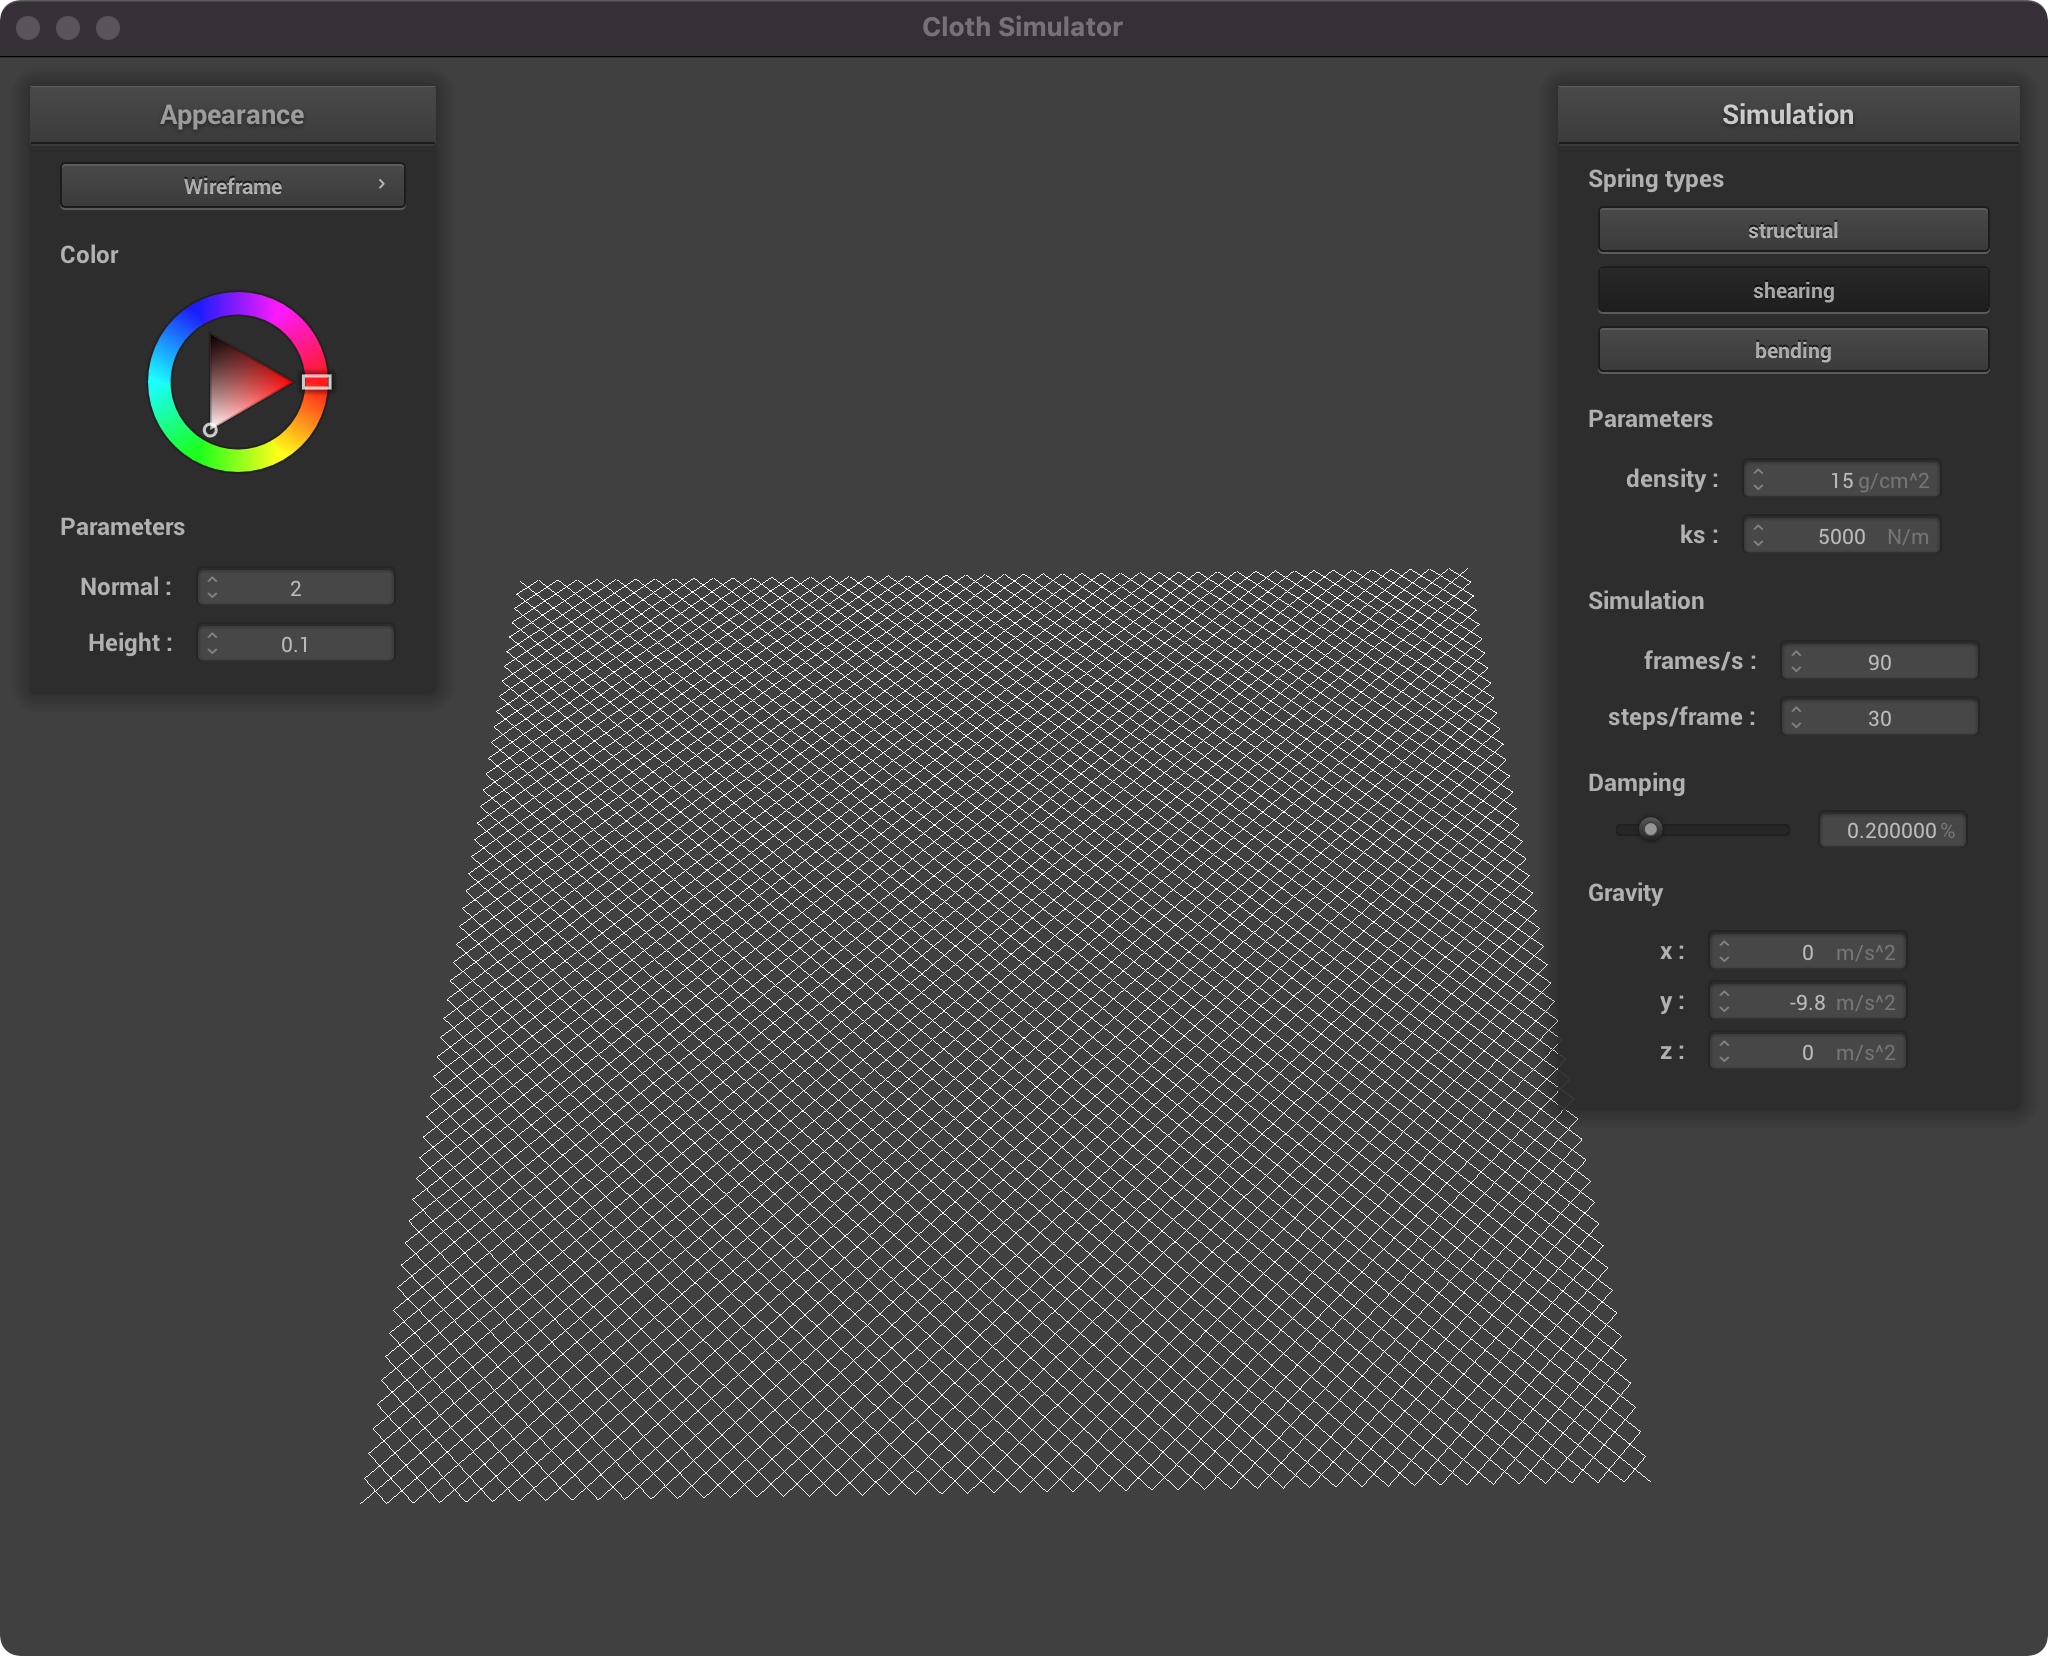 Cloth Simulator
Appearance
Wireframe
Color
Parameters
Normal : 2
Height : 0.1
Simulation
Spring types
structural
shearing
bending
Parameters
density : 15 g/cm^2
ks : 5000 N/m
Simulation
frames/s : 90
steps/frame : 30
Damping
0.200000 %
Gravity
x : 0 m/s^2
y : -9.8 m/s^2
z : 0 m/s^2